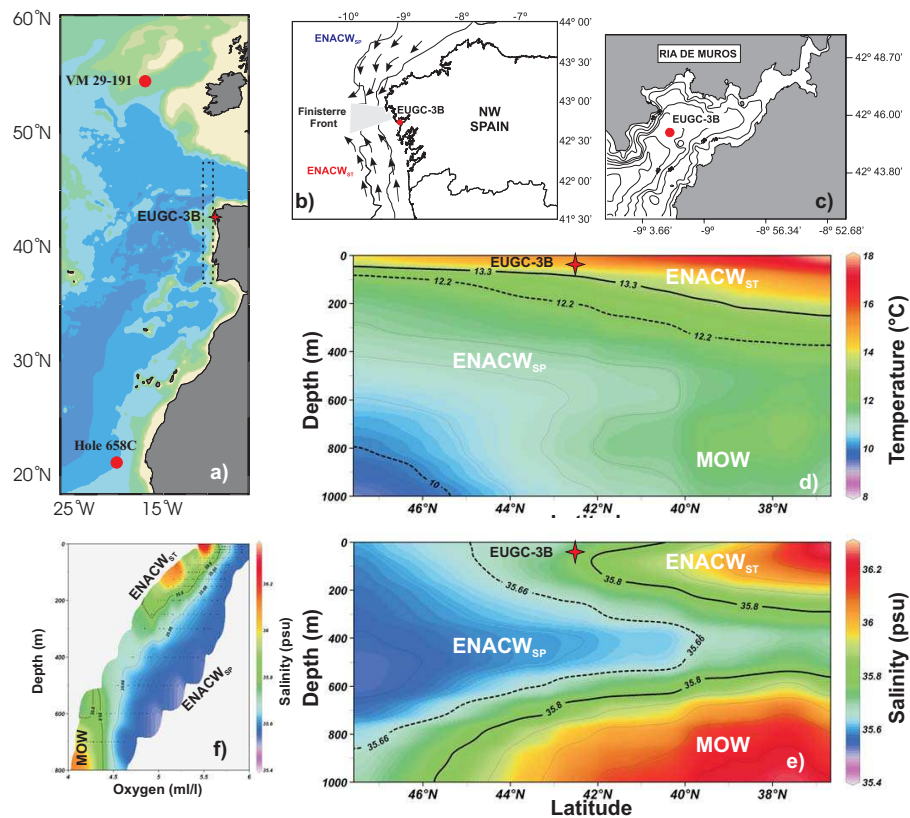 60°N
50°N
40°N
30°N
20°N
25°W
15°W
VM 29-191
EUGC-3B
Hole 658C
a)
-10°
-9°
-7°
44° 00'
43° 30'
43° 00'
42° 30'
42° 00'
41° 30'
ENACWSP
EUGC-3B
Finisterre
Front
NW
SPAIN
ENACWST
b)
RIA DE MUROS
EUGC-3B
42° 48.70'
42° 46.00'
42° 43.80'
c)
-9° 3.66'
-9°
-8° 56.34'
-8° 52.68'
0
200
400
600
800
1000
Depth (m)
EUGC-3B
ENACWST
13.3
13.3
12.2
12.2
12.2
ENACWSP
MOW
10
d)
46°N
44°N
42°N
40°N
38°N
18
16
14
12
10
8
Temperature (°C)
0
200
400
600
800
1000
Depth (m)
EUGC-3B
ENACWST
35.66
35.8
35.8
ENACWSP
35.66
35.8
35.66
35.8
MOW
e)
46°N
44°N
42°N
40°N
38°N
Latitude
36.2
36
35.8
35.6
35.4
Salinity (psu)
0
200
400
600
800
Depth (m)
ENACWST
ENACWSP
MOW
f)
4
4.5
5
5.5
6
Oxygen (ml/l)
36.2
36
35.8
35.6
35.4
Salinity (psu)